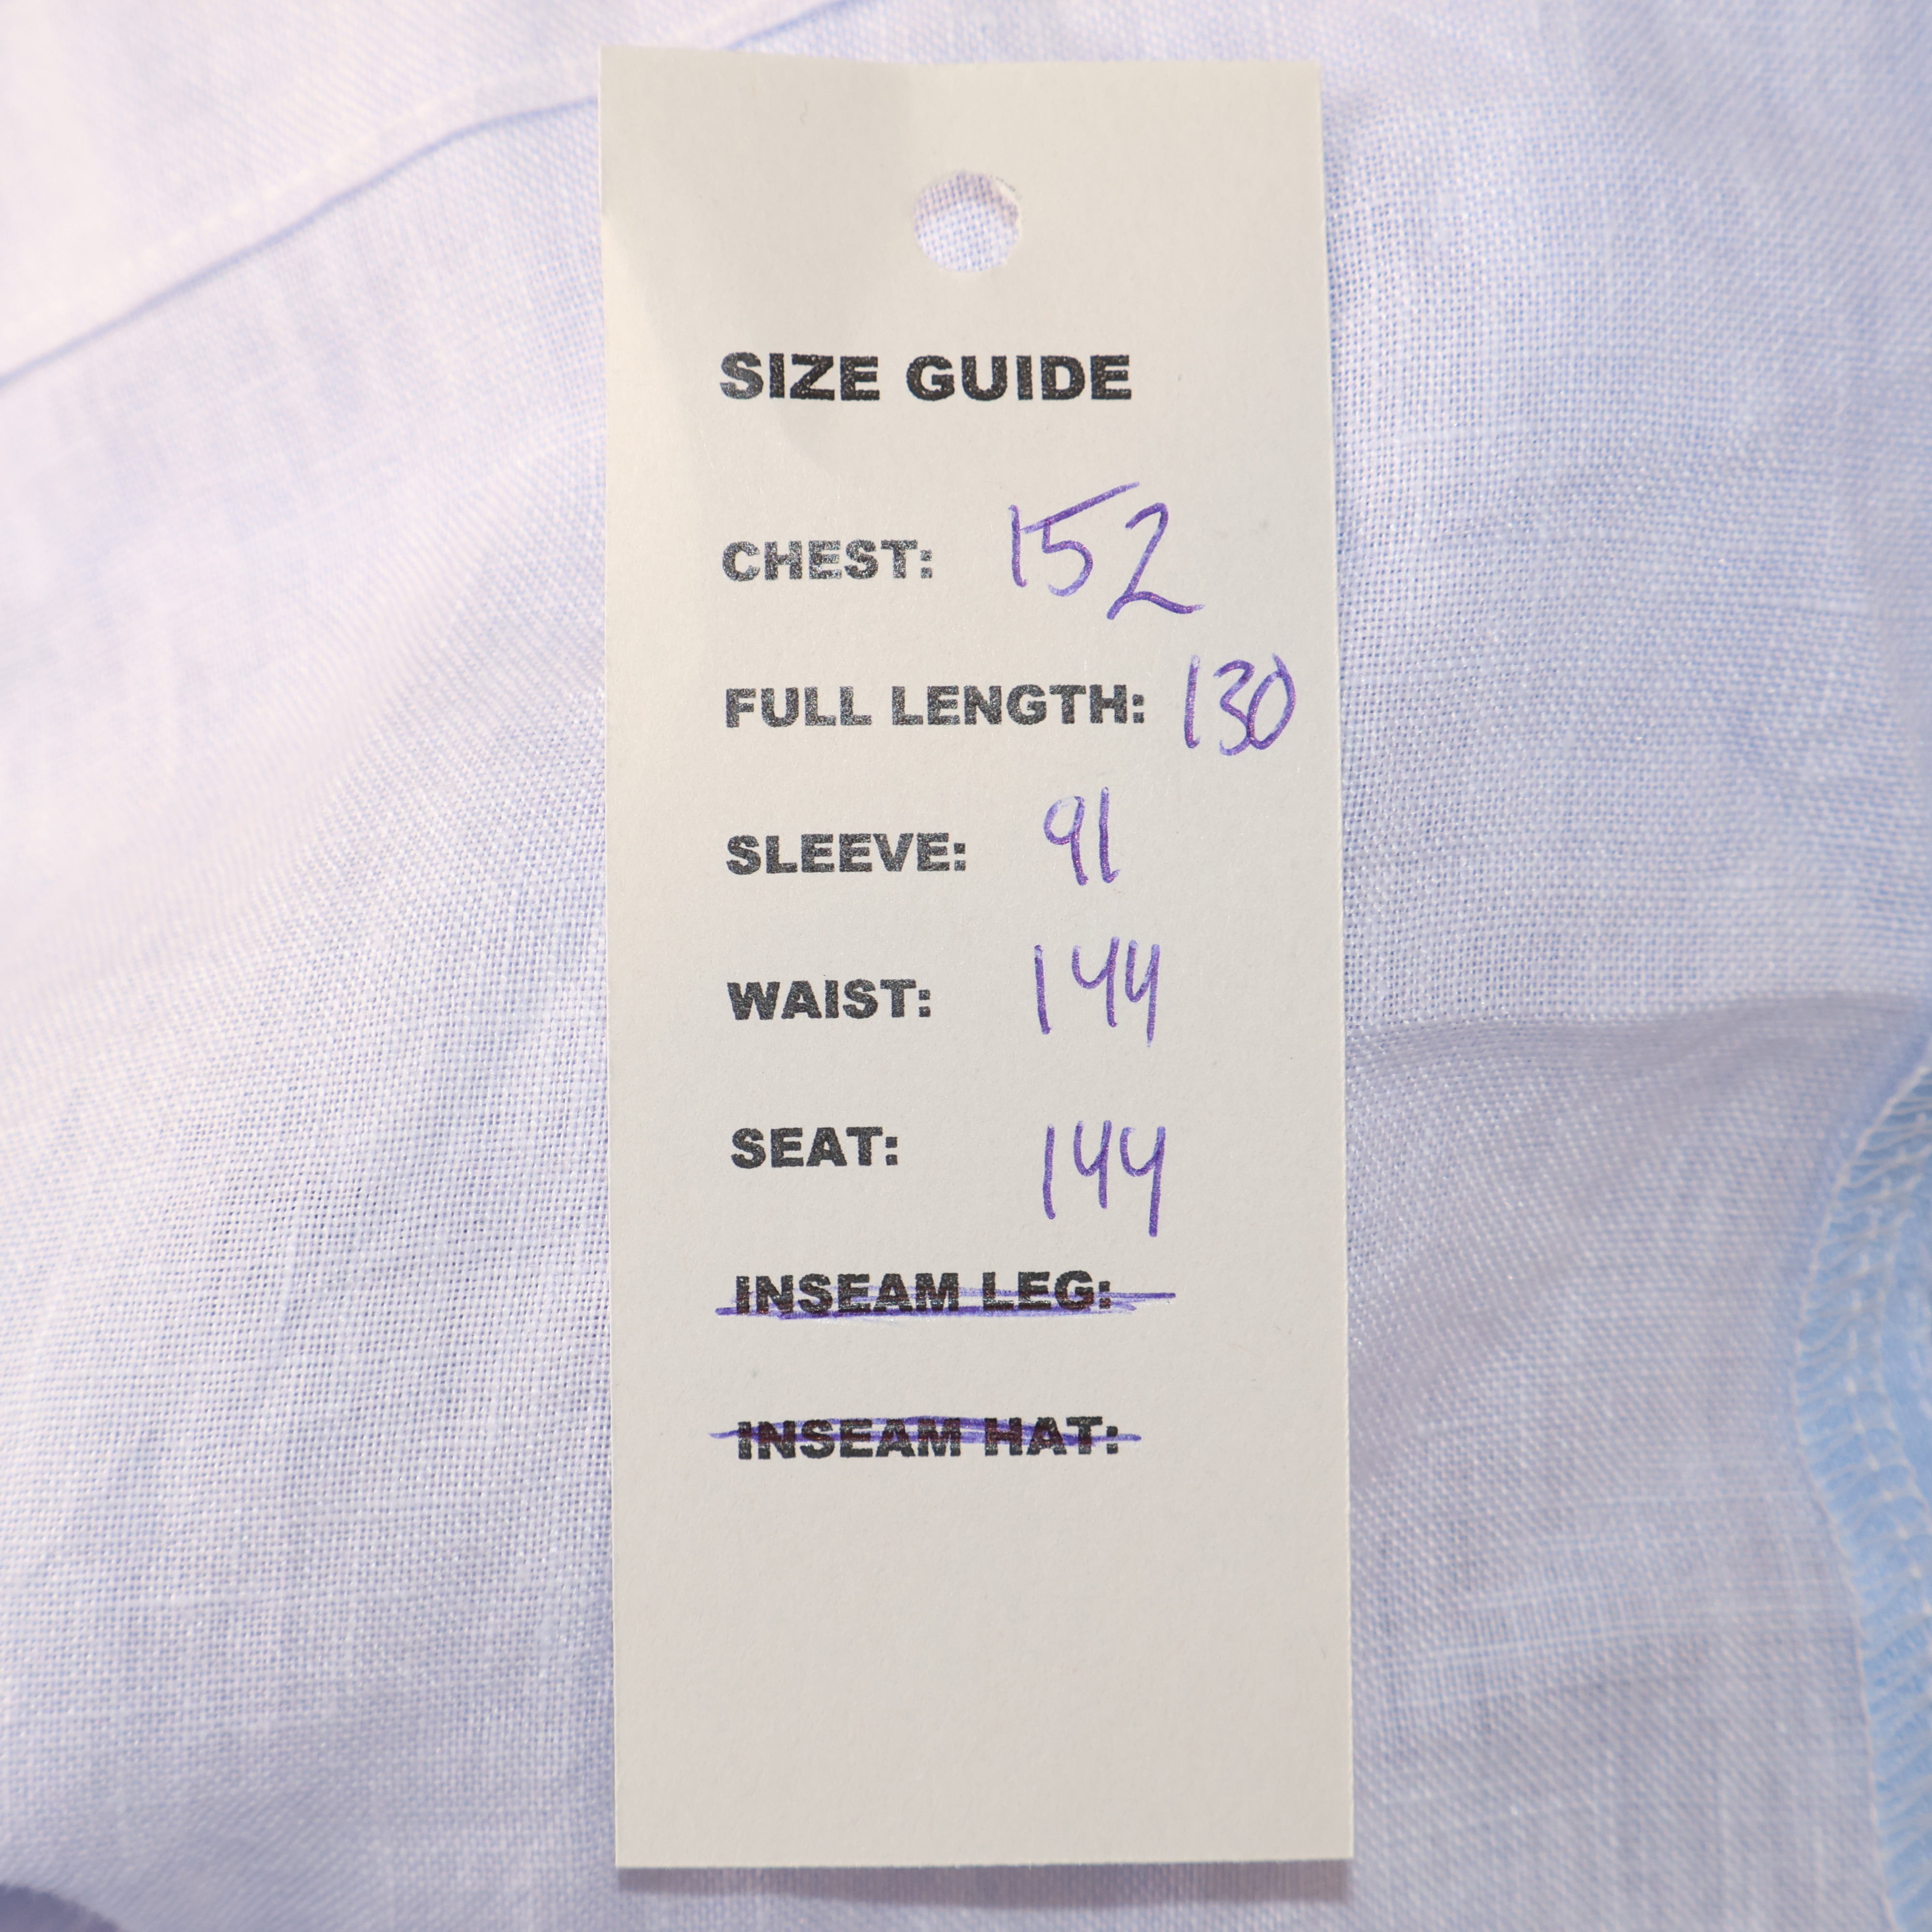 SIZE GUIDE
CHEST: 152
FULL LENGTH: 130
SLEEVE: 91
WAIST: 144
SEAT: 144
INSEAM LEG:
INSEAM HAT: